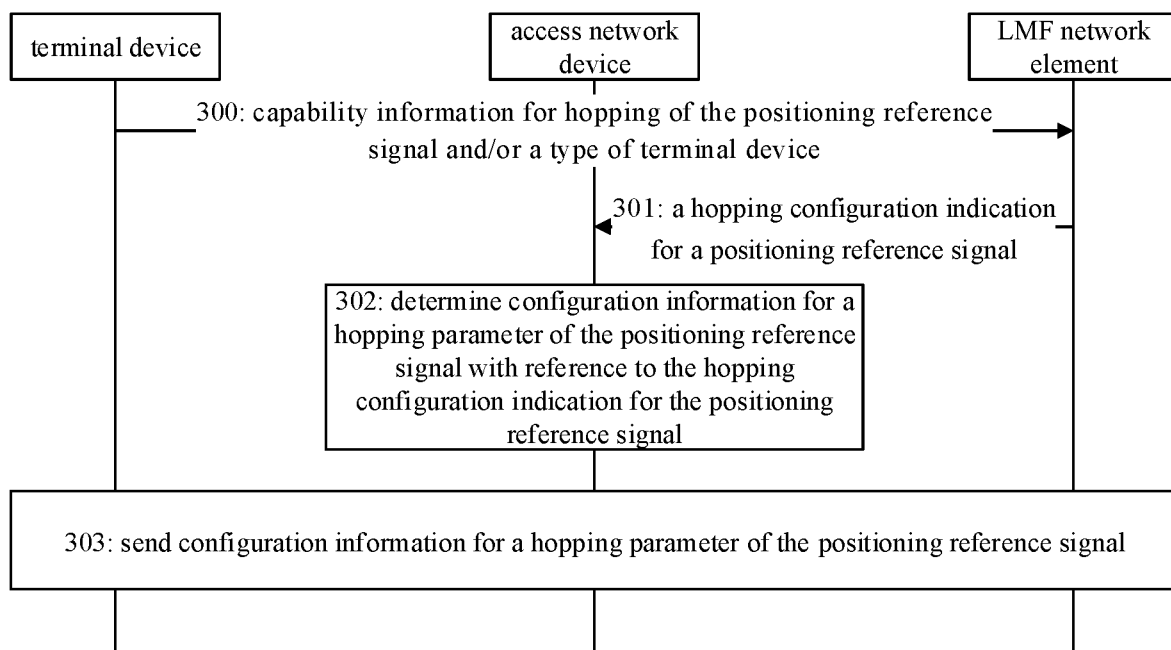 terminal device
access network
device
LMF network
element
300: capability information for hopping of the positioning reference
signal and/or a type of terminal device
301: a hopping configuration indication
for a positioning reference signal
302: determine configuration information for a
hopping parameter of the positioning reference
signal with reference to the hopping
configuration indication for the positioning
reference signal
303: send configuration information for a hopping parameter of the positioning reference signal